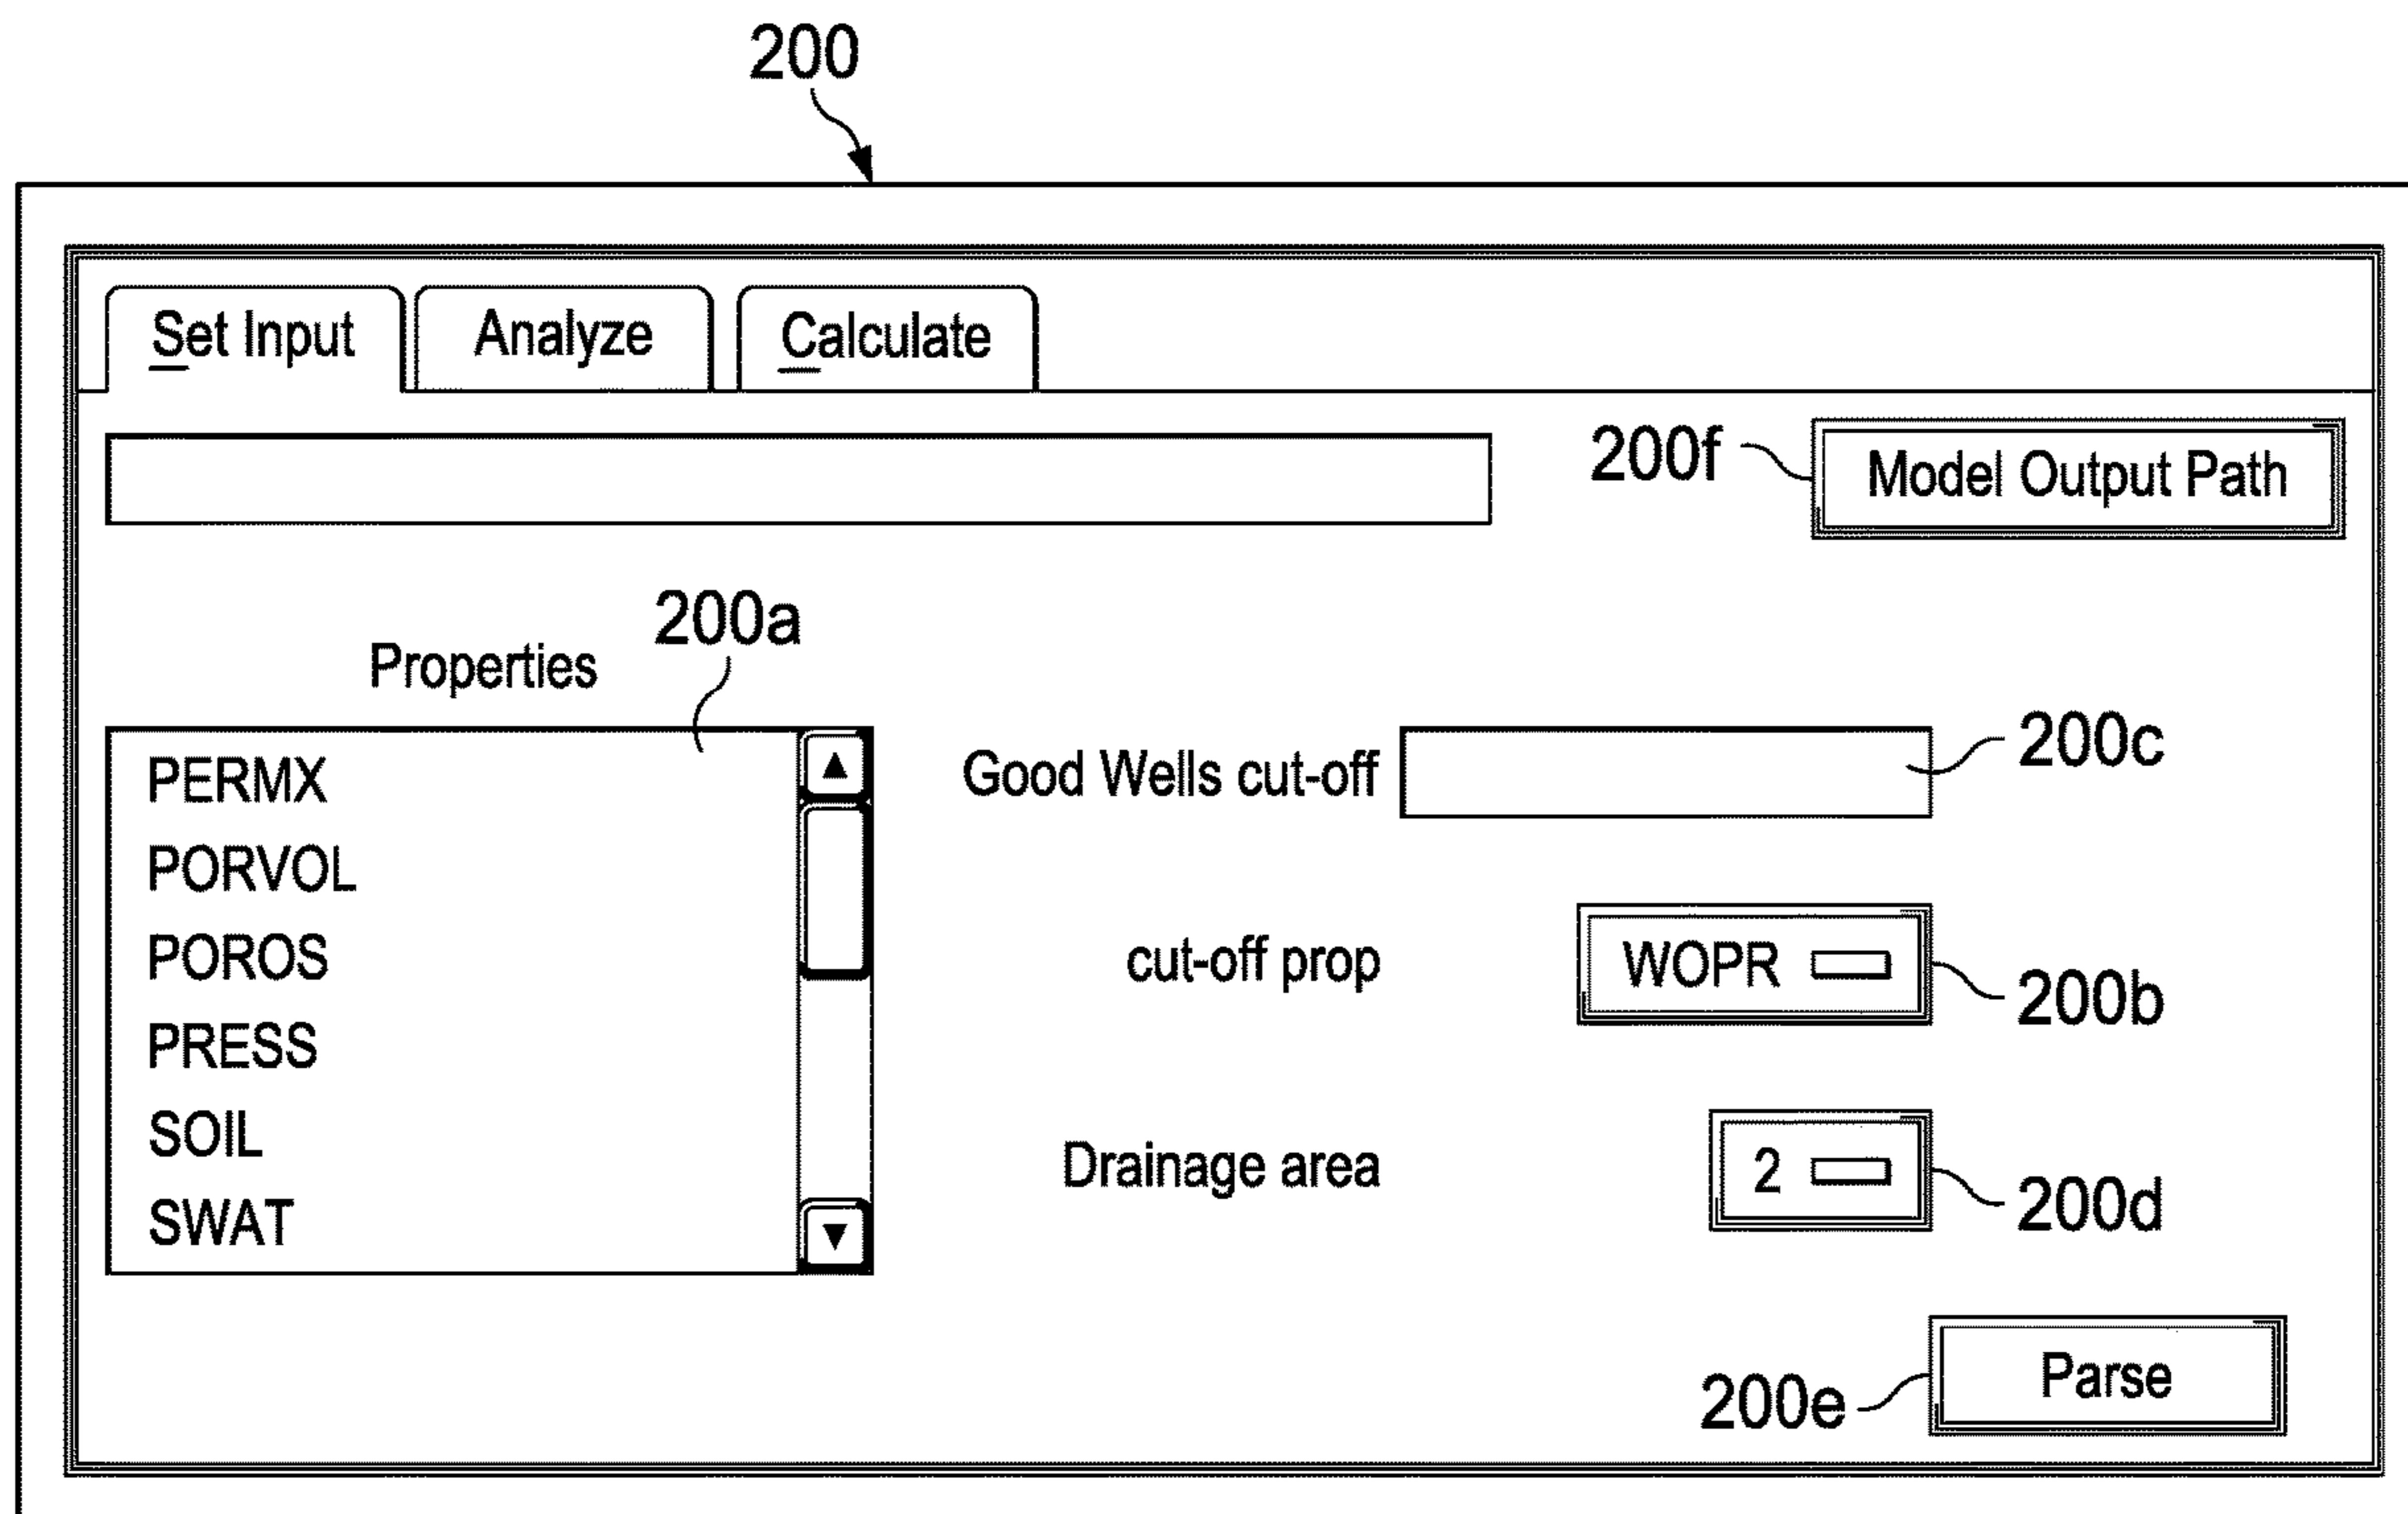 200
Set Input Analyze Calculate
200f Model Output Path
Properties 200a
PERMX
PORVOL
POROS
PRESS
SOIL
SWAT
Good Wells cut-off 200c
cut-off prop WOPR 200b
Drainage area 2 200d
200e Parse